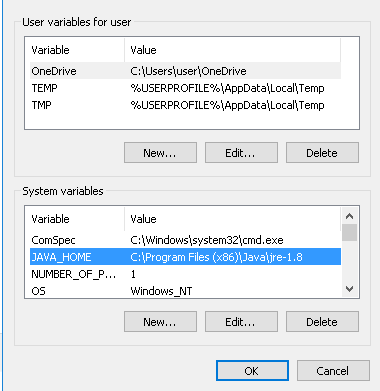 User variables for user
Variable Value
OneDrive C:\Users\user\OneDrive
TEMP %USERPROFILE%\AppData\Local\Temp
TMP %USERPROFILE%\AppData\Local\Temp
New... Edit... Delete
System variables
Variable Value
ComSpec C:\Windows\system32\cmd.exe
JAVA_HOME C:\Program Files (x86)\Java\jre-1.8
NUMBER_OF_P... 1
OS Windows_NT
New... Edit... Delete
OK Cancel